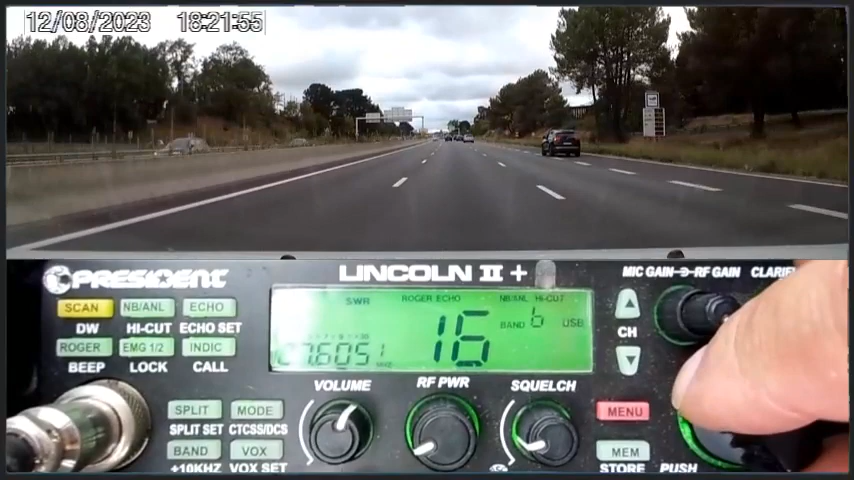 12/08/2023 18:21:55
PRESIDENT LINCOLN II + MIC GAIN RF GAIN
SCAN NB/ANL ECHO
DW HI-CUT ECHO SET
ROGER EMG 1/2 INDIC
BEEP LOCK CALL
SWR ROGER ECHO NB/ANL HI-CUT
16 BAND 6 USB
27.6051
CH
VOLUME RF PWR SQUELCH
SPLIT MODE MENU
SPLIT SET CTCSS/DCS
BAND VOX MEM
+10KHZ VOX SET STORE PUSH